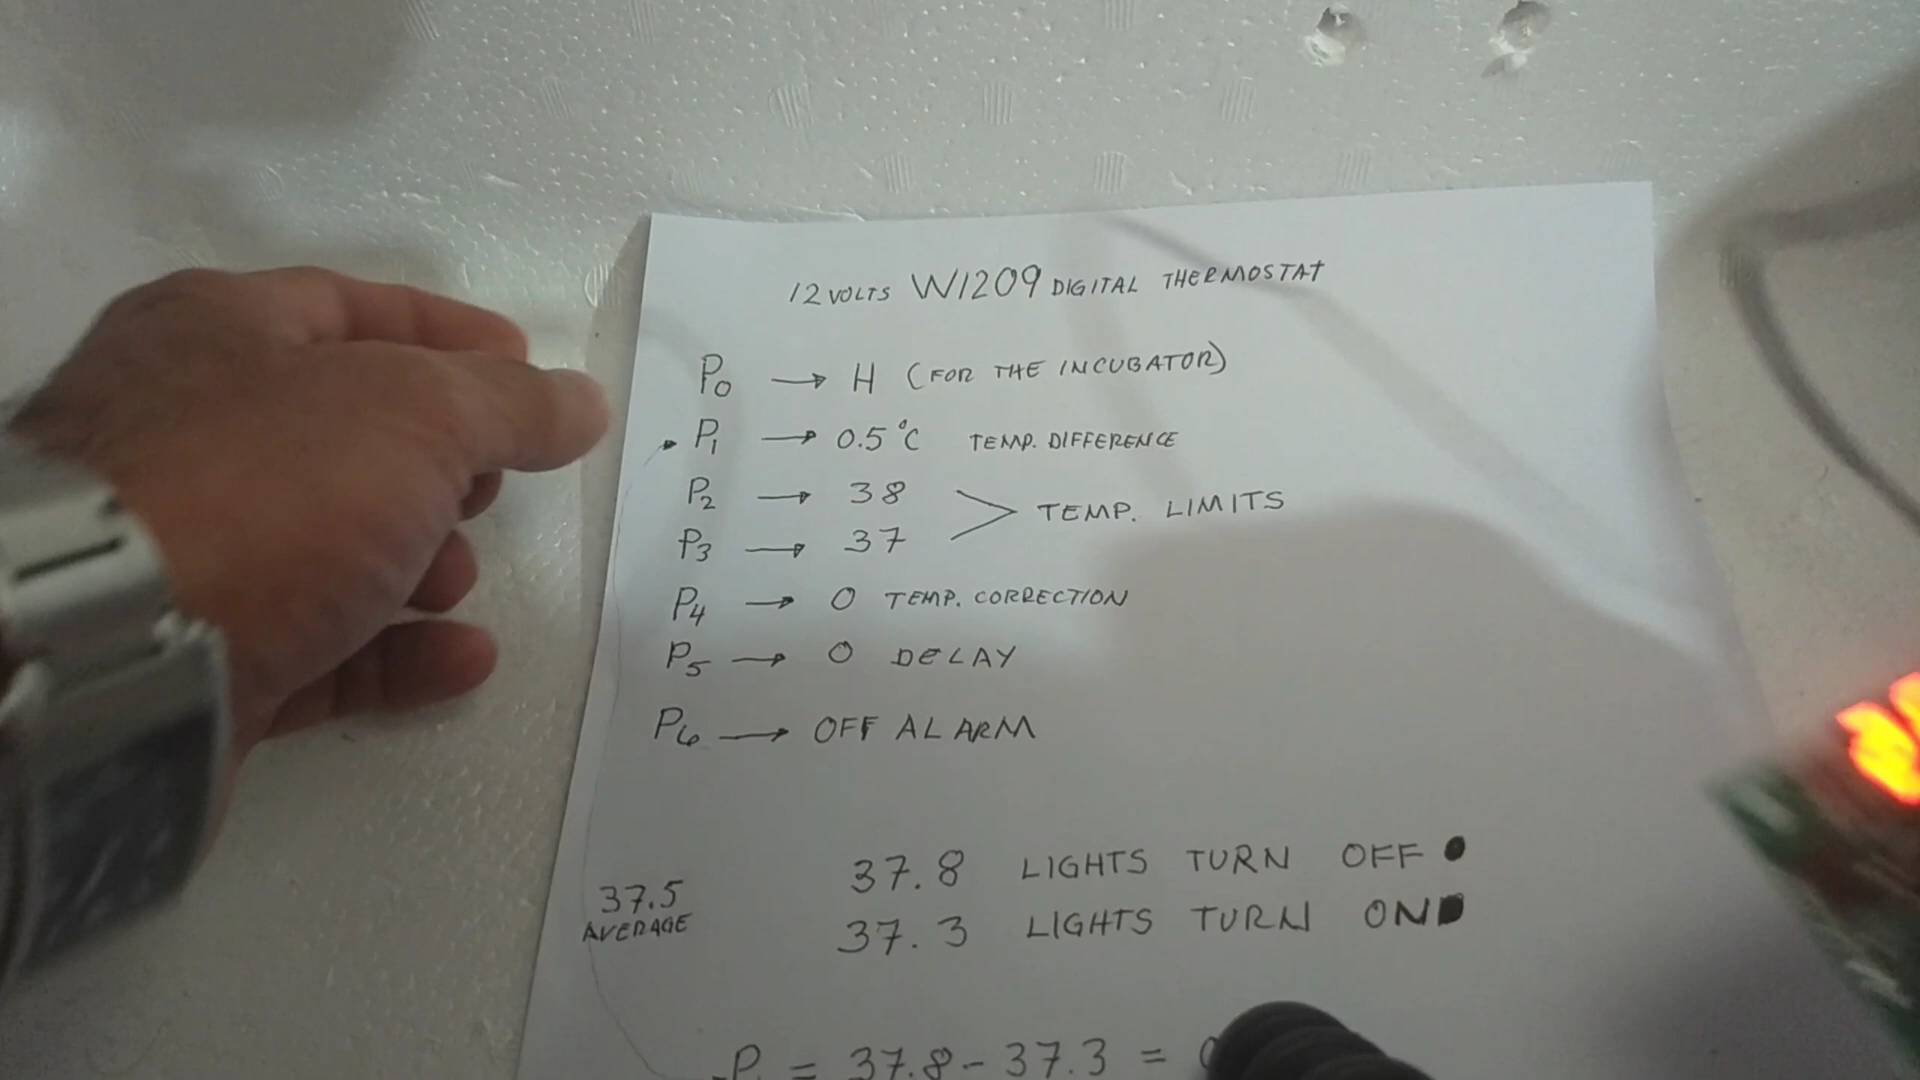 12 VOLTS W1209 DIGITAL THERMOSTAT
P0 → H (FOR THE INCUBATOR)
P1 → 0.5°C TEMP. DIFFERENCE
P2 → 38
TEMP. LIMITS
P3 → 37
P4 → 0 TEMP. CORRECTION
P5 → 0 DELAY
P6 → OFF ALARM
37.8 LIGHTS TURN OFF
37.5
AVERAGE
37.3 LIGHTS TURN ON
P = 37.8 - 37.3 =